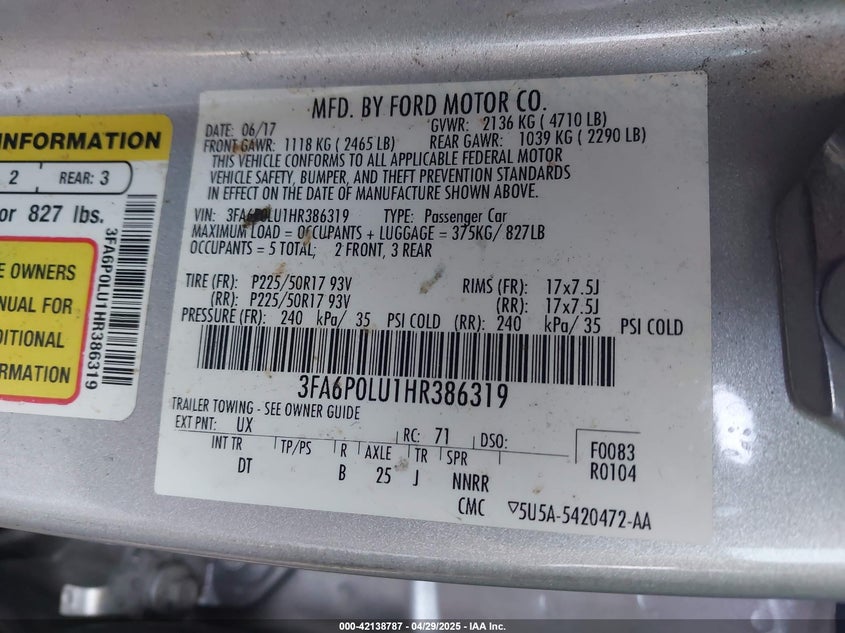 INFORMATION
2 REAR: 3
or 827 lbs.
E OWNERS
NUAL FOR
DITIONAL
RMATION
3FA6P0LU1HR386319
MFD. BY FORD MOTOR CO.
DATE: 06/17 GVWR: 2136 KG ( 4710 LB)
FRONT GAWR: 1118 KG ( 2465 LB) REAR GAWR: 1039 KG ( 2290 LB)
THIS VEHICLE CONFORMS TO ALL APPLICABLE FEDERAL MOTOR
VEHICLE SAFETY, BUMPER, AND THEFT PREVENTION STANDARDS
IN EFFECT ON THE DATE OF MANUFACTURE SHOWN ABOVE.
VIN: 3FA6P0LU1HR386319 TYPE: Passenger Car
MAXIMUM LOAD = OCCUPANTS + LUGGAGE = 375KG/ 827LB
OCCUPANTS = 5 TOTAL; 2 FRONT, 3 REAR
TIRE (FR): P225/50R17 93V RIMS (FR): 17x7.5J
(RR): P225/50R17 93V (RR): 17x7.5J
PRESSURE (FR): 240 kPa/ 35 PSI COLD (RR): 240 kPa/ 35 PSI COLD
3FA6P0LU1HR386319
TRAILER TOWING - SEE OWNER GUIDE
EXT PNT: UX RC: 71 DSO: F0083
INT TR TP/PS R AXLE TR SPR R0104
DT B 25 J NNRR
CMC ▽5U5A-5420472-AA
000-42138787 - 04/29/2025 - IAA Inc.